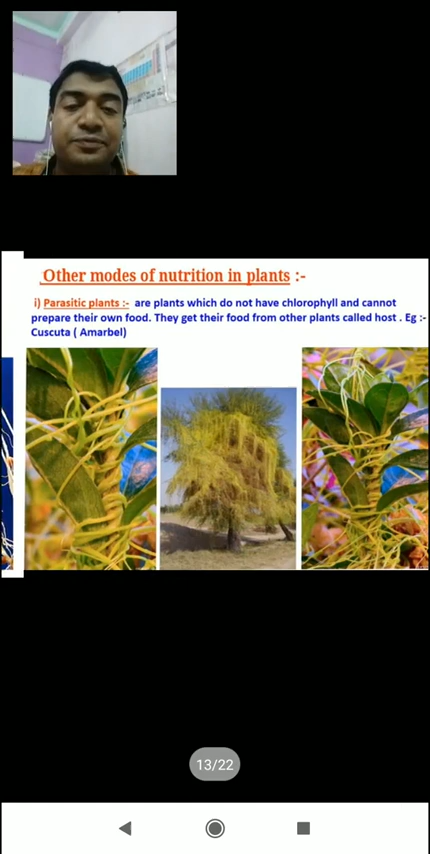 Other modes of nutrition in plants :-
i) Parasitic plants :- are plants which do not have chlorophyll and cannot
prepare their own food. They get their food from other plants called host . Eg :-
Cuscuta ( Amarbel)
13/22